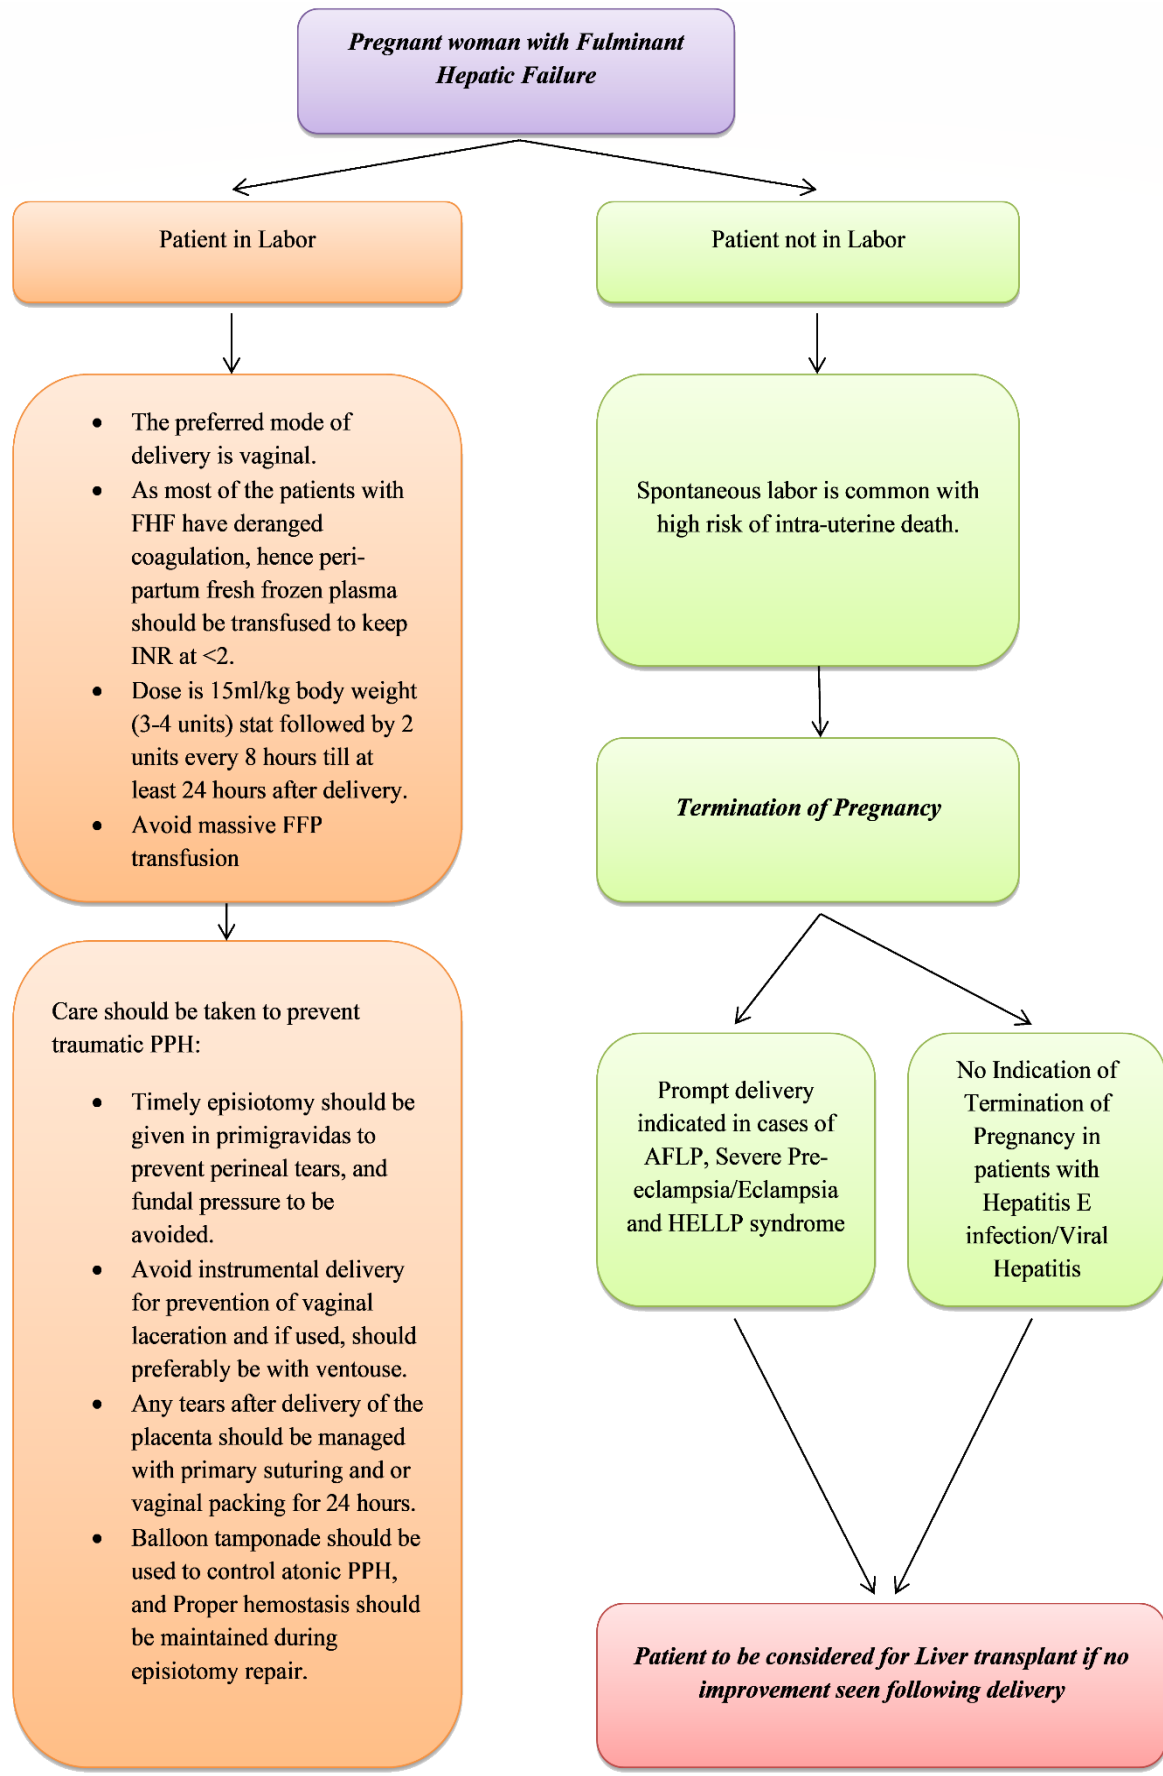 Pregnant woman with Fulminant
Hepatic Failure
Patient in Labor
Patient not in Labor
• The preferred mode of
delivery is vaginal.
• As most of the patients with
FHF have deranged
coagulation, hence peri-
partum fresh frozen plasma
should be transfused to keep
INR at <2.
• Dose is 15ml/kg body weight
(3-4 units) stat followed by 2
units every 8 hours till at
least 24 hours after delivery.
• Avoid massive FFP
transfusion
Spontaneous labor is common with
high risk of intra-uterine death.
Termination of Pregnancy
Care should be taken to prevent
traumatic PPH:
• Timely episiotomy should be
given in primigravidas to
prevent perineal tears, and
fundal pressure to be
avoided.
• Avoid instrumental delivery
for prevention of vaginal
laceration and if used, should
preferably be with ventouse.
• Any tears after delivery of the
placenta should be managed
with primary suturing and or
vaginal packing for 24 hours.
• Balloon tamponade should be
used to control atonic PPH,
and Proper hemostasis should
be maintained during
episiotomy repair.
Prompt delivery
indicated in cases of
AFLP, Severe Pre-
eclampsia/Eclampsia
and HELLP syndrome
No Indication of
Termination of
Pregnancy in
patients with
Hepatitis E
infection/Viral
Hepatitis
Patient to be considered for Liver transplant if no
improvement seen following delivery